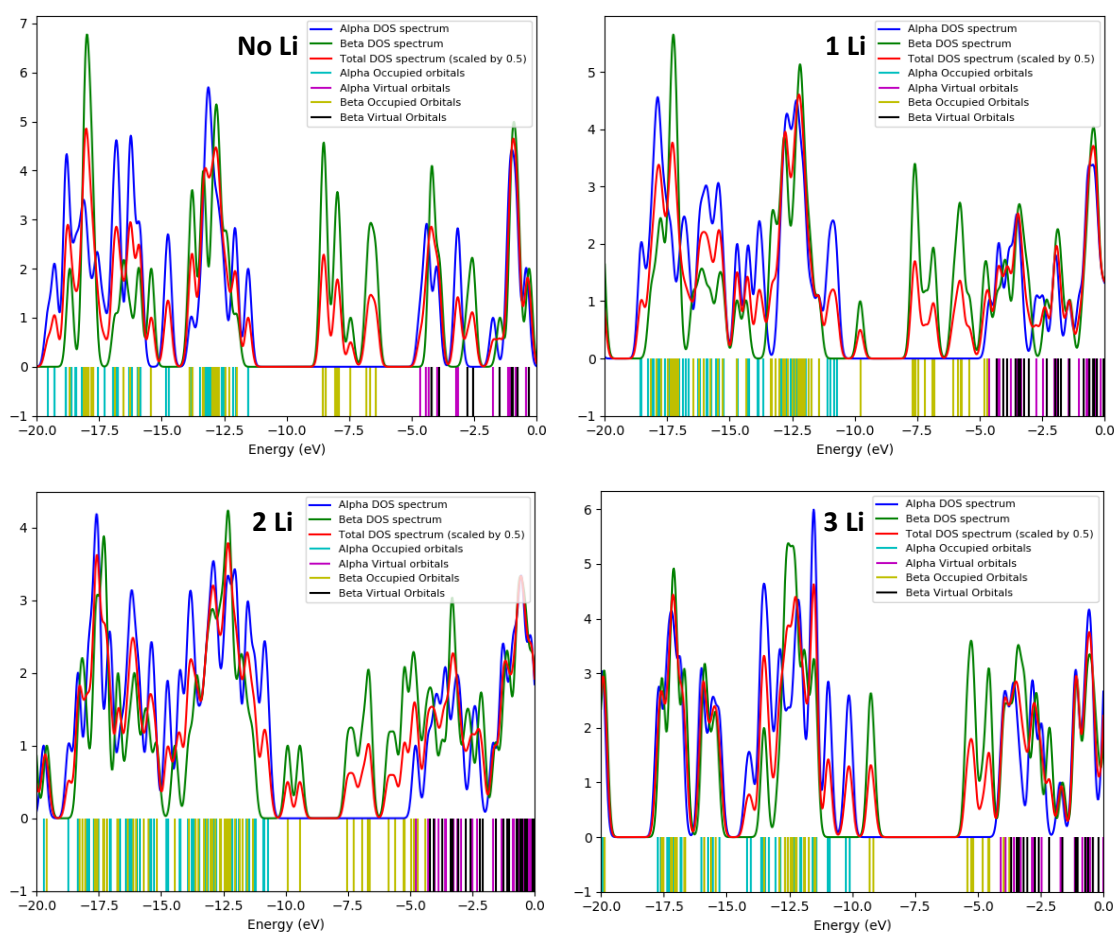 No Li
Alpha DOS spectrum
Beta DOS spectrum
Total DOS spectrum (scaled by 0.5)
Alpha Occupied orbitals
Alpha Virtual orbitals
Beta Occupied Orbitals
Beta Virtual Orbitals
7
6
5
4
3
2
1
0
−1
−20.0 −17.5 −15.0 −12.5 −10.0 −7.5 −5.0 −2.5 0.0
Energy (eV)
1 Li
Alpha DOS spectrum
Beta DOS spectrum
Total DOS spectrum (scaled by 0.5)
Alpha Occupied orbitals
Alpha Virtual orbitals
Beta Occupied Orbitals
Beta Virtual Orbitals
5
4
3
2
1
0
−1
−20.0 −17.5 −15.0 −12.5 −10.0 −7.5 −5.0 −2.5 0.0
Energy (eV)
2 Li
Alpha DOS spectrum
Beta DOS spectrum
Total DOS spectrum (scaled by 0.5)
Alpha Occupied orbitals
Alpha Virtual orbitals
Beta Occupied Orbitals
Beta Virtual Orbitals
4
3
2
1
0
−1
−20.0 −17.5 −15.0 −12.5 −10.0 −7.5 −5.0 −2.5 0.0
Energy (eV)
3 Li
Alpha DOS spectrum
Beta DOS spectrum
Total DOS spectrum (scaled by 0.5)
Alpha Occupied orbitals
Alpha Virtual orbitals
Beta Occupied Orbitals
Beta Virtual Orbitals
6
5
4
3
2
1
0
−1
−20.0 −17.5 −15.0 −12.5 −10.0 −7.5 −5.0 −2.5 0.0
Energy (eV)